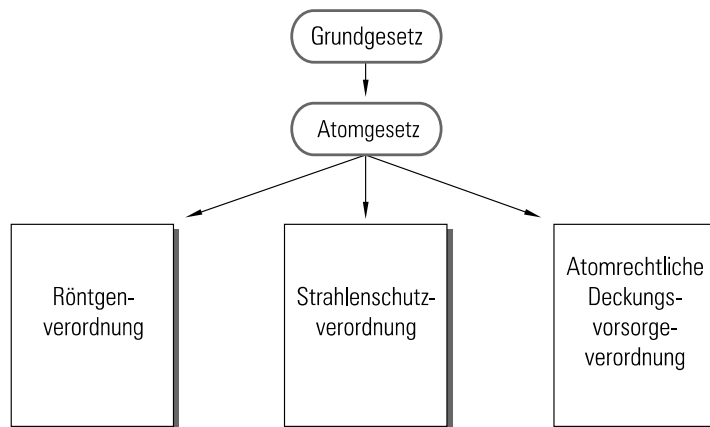 Grundgesetz
Atomgesetz
Röntgen-
verordnung
Strahlenschutz-
verordnung
Atomrechtliche
Deckungs-
vorsorge-
verordnung